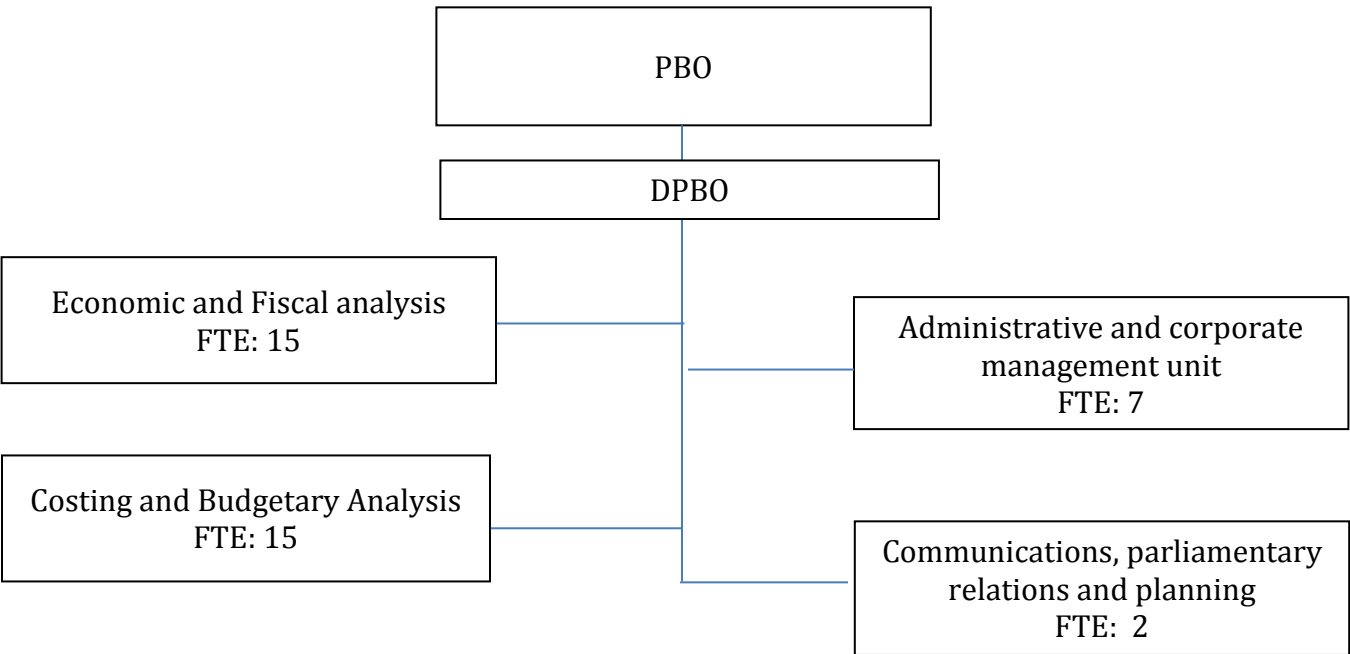 PBO
DPBO
Economic and Fiscal analysis
FTE: 15
Administrative and corporate
management unit
FTE: 7
Costing and Budgetary Analysis
FTE: 15
Communications, parliamentary
relations and planning
FTE:  2